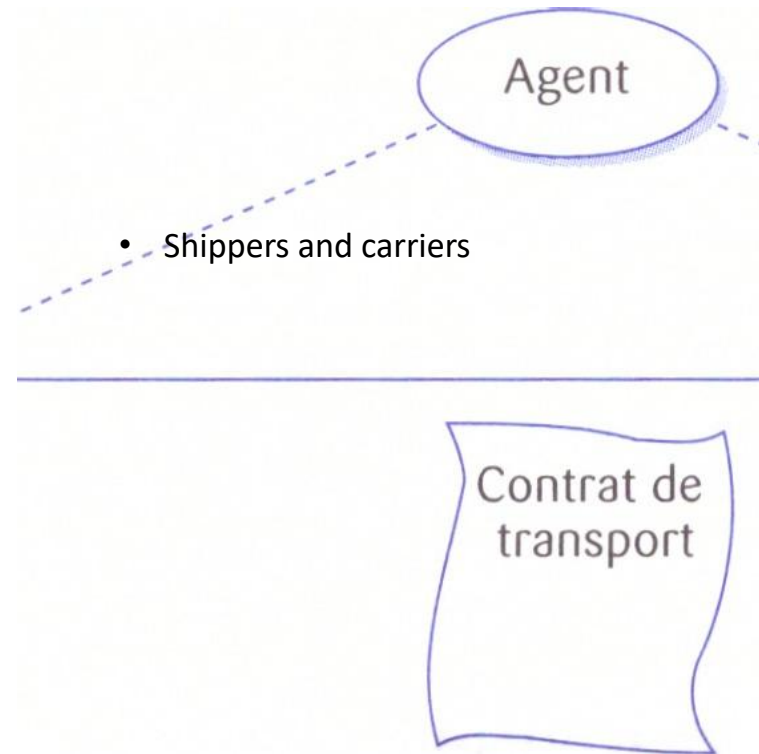 Agent
• Shippers and carriers
Contrat de
transport